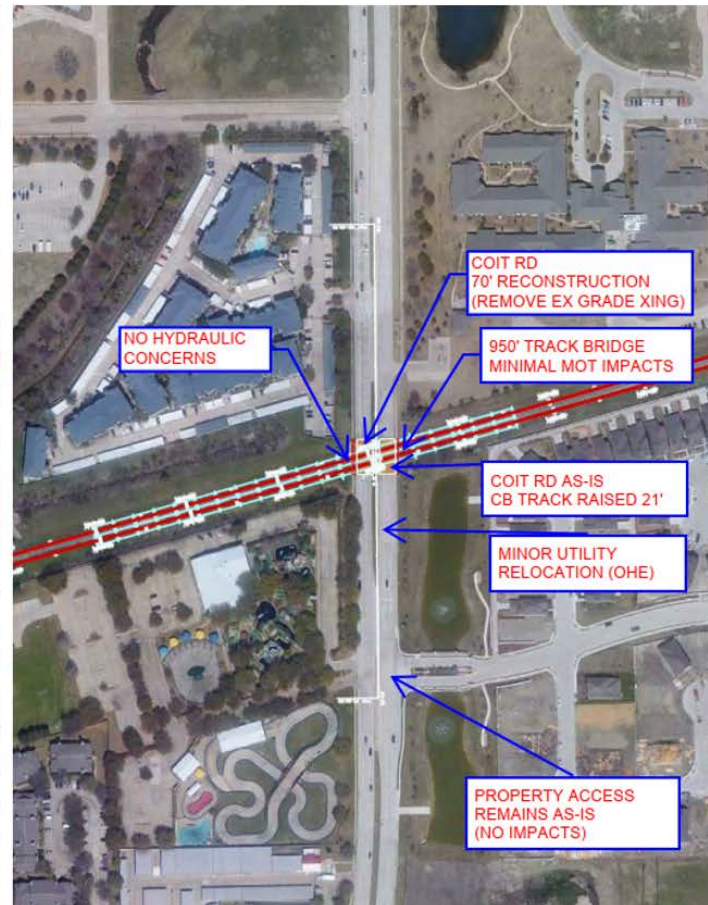 COIT RD
70' RECONSTRUCTION
(REMOVE EX GRADE XING)
NO HYDRAULIC
CONCERNS
950' TRACK BRIDGE
MINIMAL MOT IMPACTS
COIT RD AS-IS
CB TRACK RAISED 21'
MINOR UTILITY
RELOCATION (OHE)
PROPERTY ACCESS
REMAINS AS-IS
(NO IMPACTS)